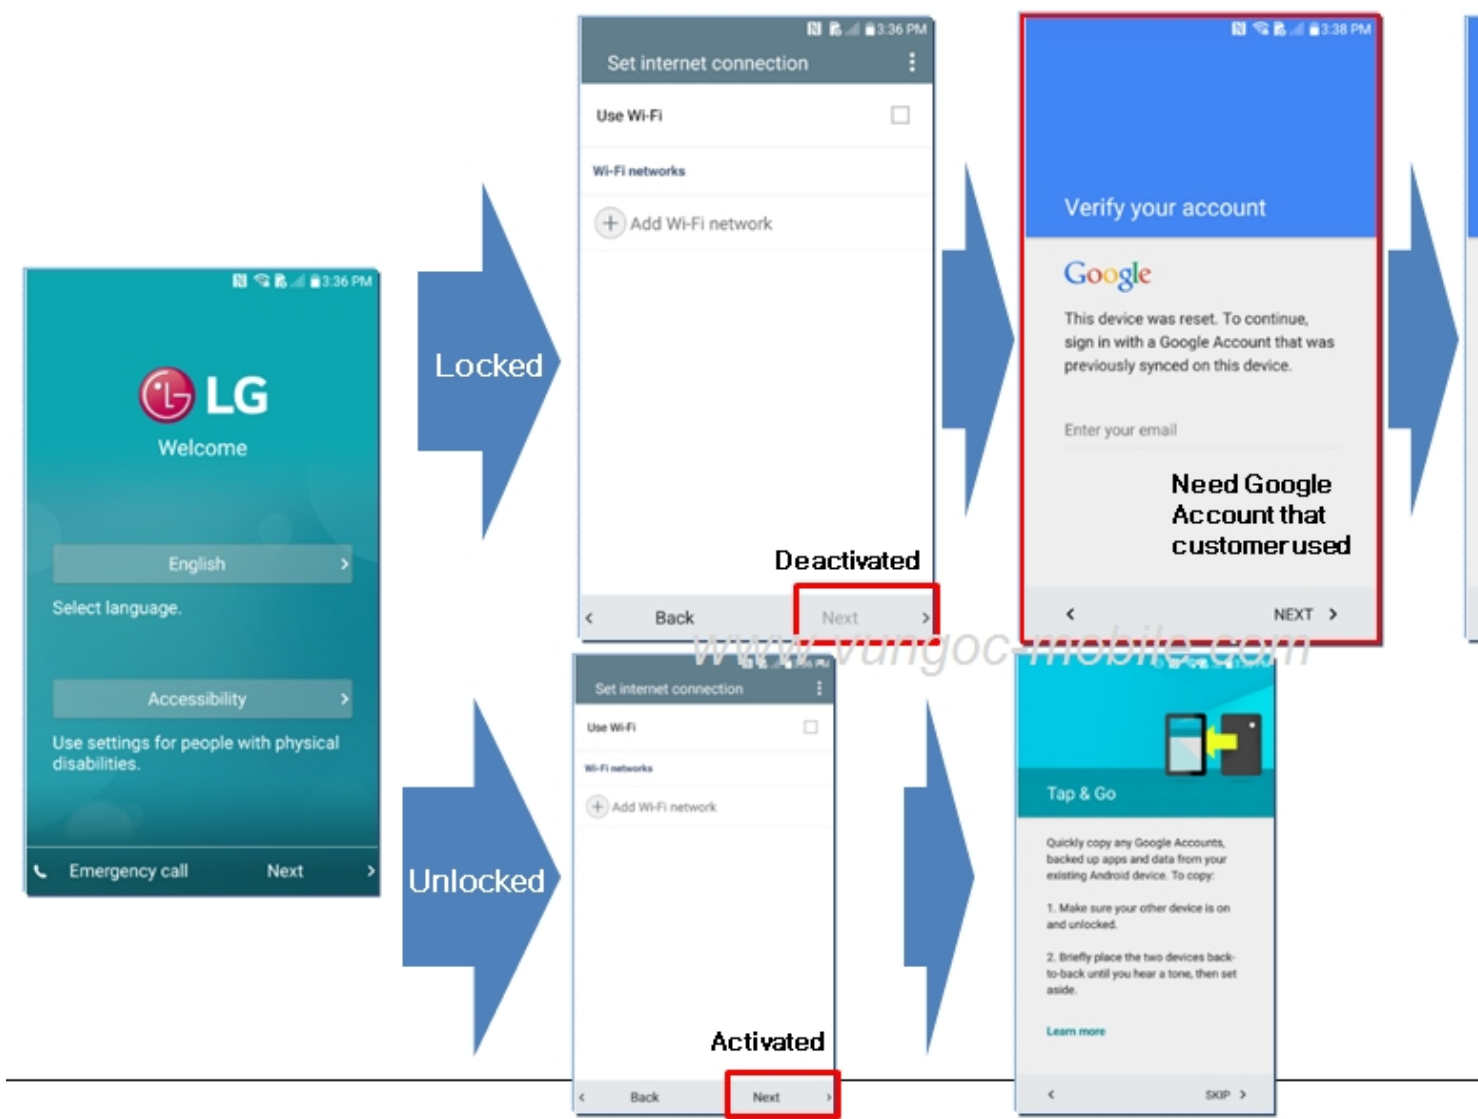 3:36 PM
LG
Welcome
English
Select language.
Accessibility
Use settings for people with physical
disabilities.
Emergency call Next
Locked
Unlocked
3:36 PM
Set internet connection
Use Wi-Fi
Wi-Fi networks
Add Wi-Fi network
Deactivated
Back Next
3:38 PM
Verify your account
Google
This device was reset. To continue,
sign in with a Google Account that was
previously synced on this device.
Enter your email
Need Google
Account that
customer used
NEXT
www.vungoc-mobile.com
Set internet connection
Use Wi-Fi
Wi-Fi networks
Add Wi-Fi network
Activated
Back Next
Tap & Go
Quickly copy any Google Accounts,
backed up apps and data from your
existing Android device. To copy:
1. Make sure your other device is on
and unlocked.
2. Briefly place the two devices back-
to-back until you hear a tone, then set
aside.
Learn more
SKIP